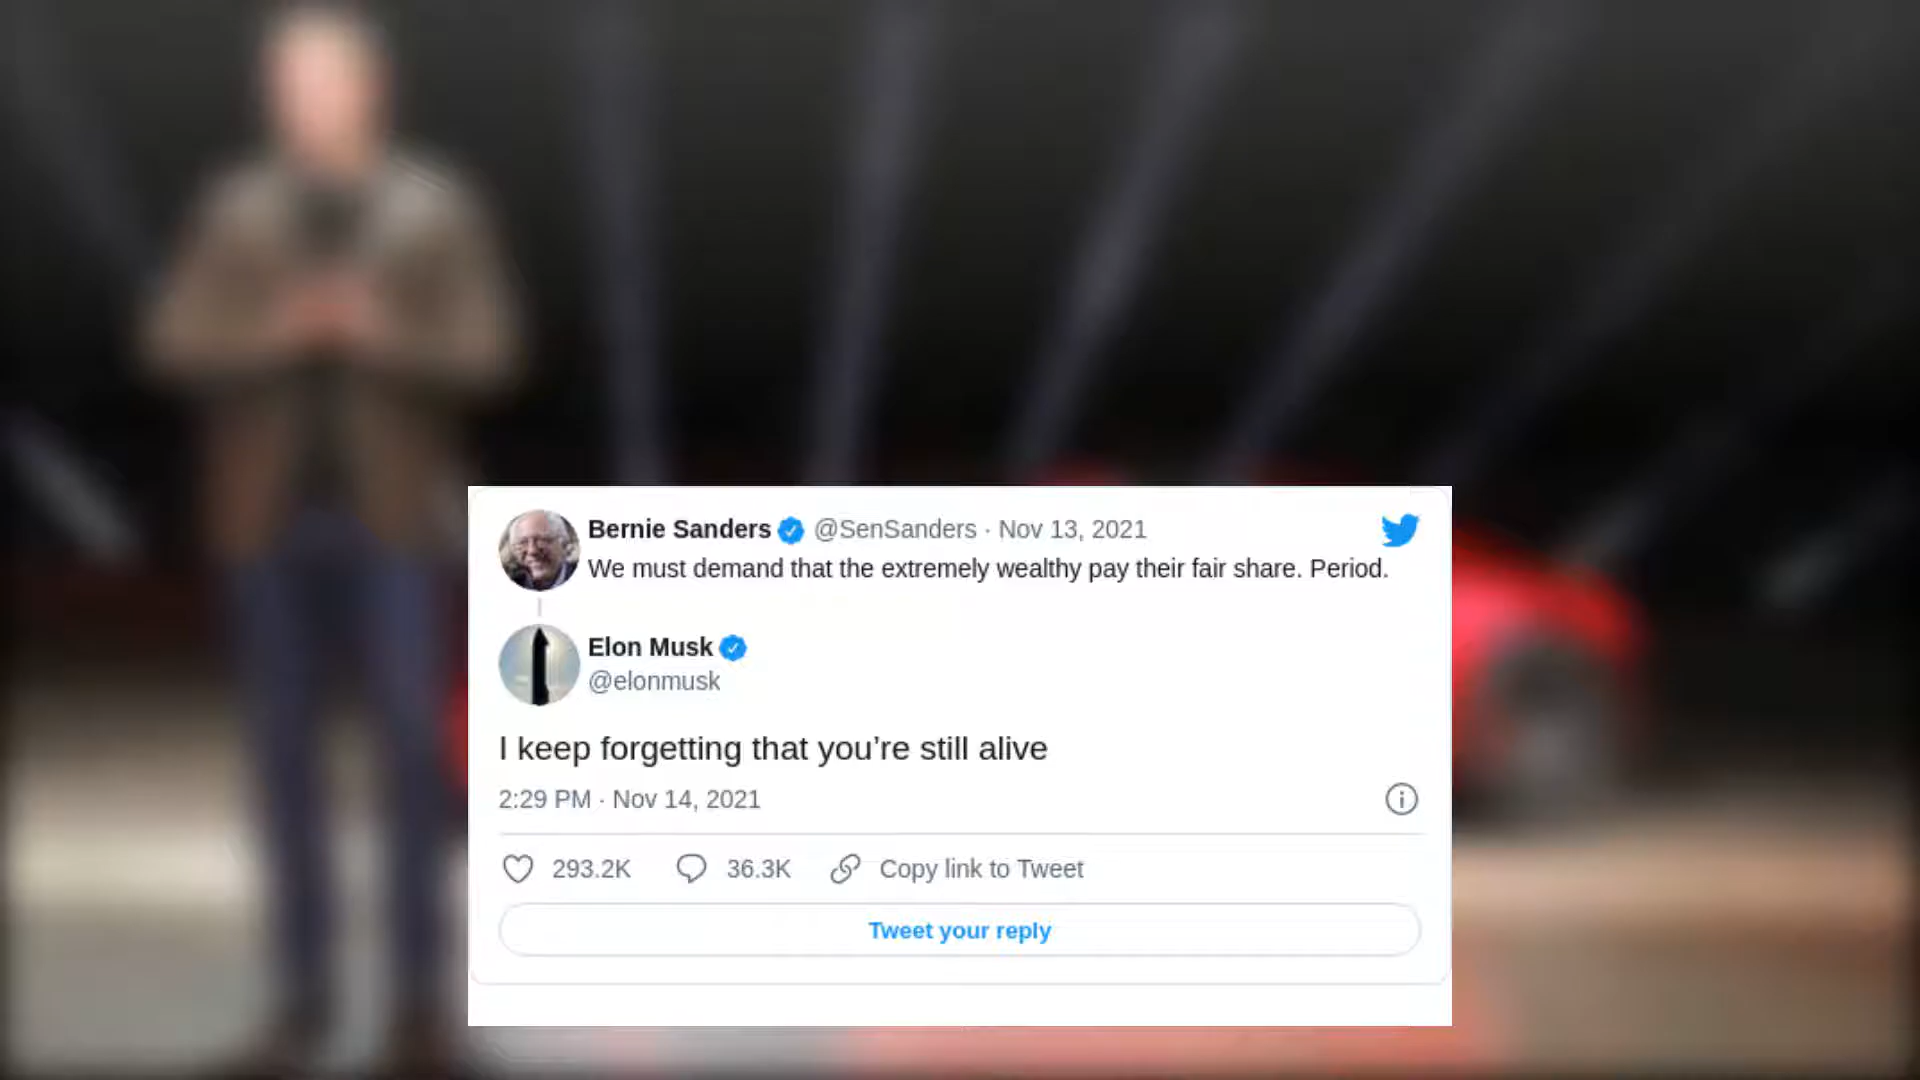 Bernie Sanders @SenSanders · Nov 13, 2021
We must demand that the extremely wealthy pay their fair share. Period.
Elon Musk
@elonmusk
I keep forgetting that you’re still alive
2:29 PM · Nov 14, 2021
293.2K 36.3K Copy link to Tweet
Tweet your reply